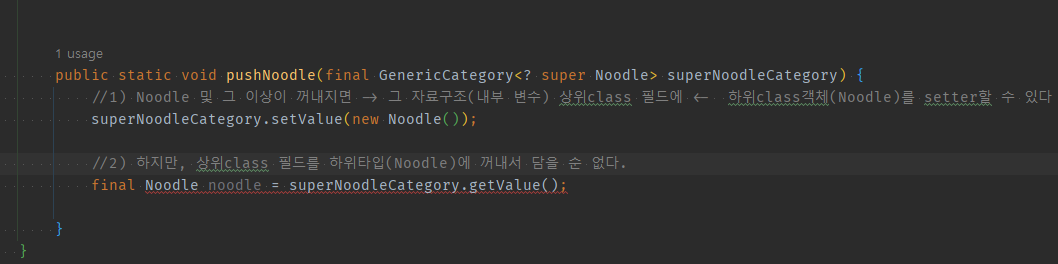 1 usage
public static void pushNoodle(final GenericCategory<? super Noodle> superNoodleCategory) {
//1) Noodle 및 그 이상이 꺼내지면 -> 그 자료구조(내부 변수) 상위class 필드에 <- 하위class객체(Noodle)를 setter할 수 있다
superNoodleCategory.setValue(new Noodle());
//2) 하지만, 상위class 필드를 하위타입(Noodle)에 꺼내서 담을 순 없다.
final Noodle noodle = superNoodleCategory.getValue();
}
}